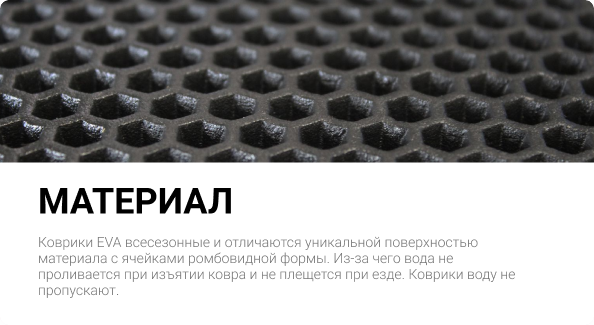 МАТЕРИАЛ
Коврики EVA всесезонные и отличаются уникальной поверхностью
материала с ячейками ромбовидной формы. Из-за чего вода не
проливается при изъятии ковра и не плещется при езде. Коврики воду не
пропускают.